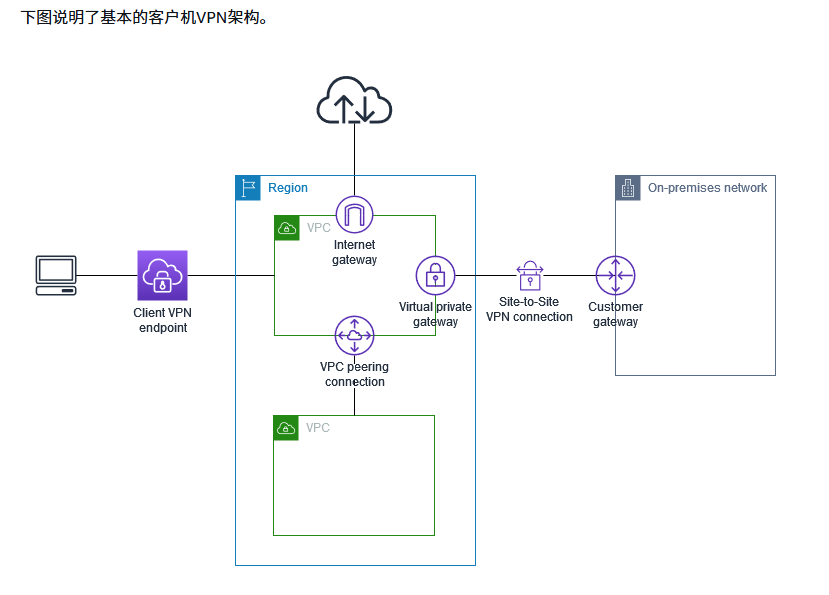 下图说明了基本的客户机VPN架构。
Region
On-premises network
VPC
Internet
gateway
Client VPN
endpoint
Virtual private
gateway
Site-to-Site
VPN connection
Customer
gateway
VPC peering
connection
VPC